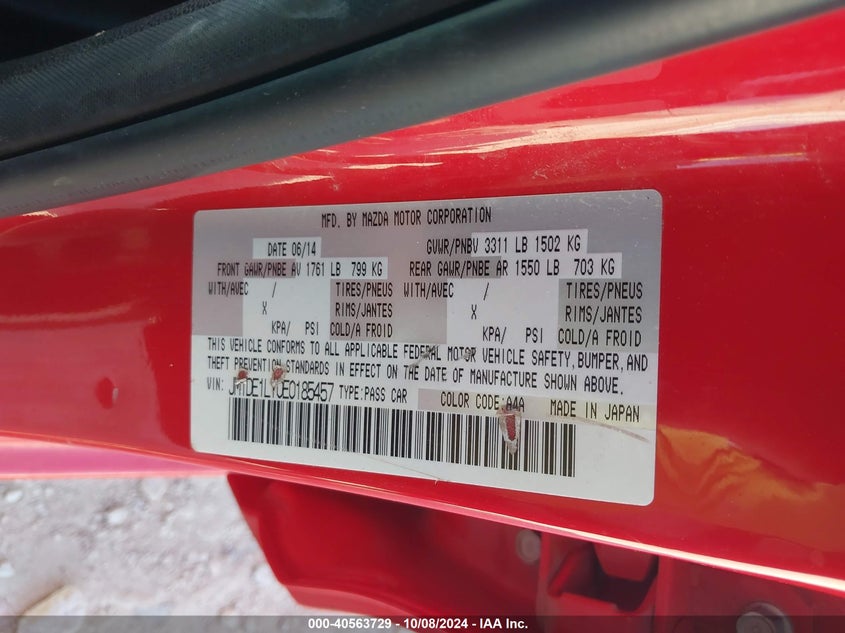 MFD. BY MAZDA MOTOR CORPORATION
DATE 06/14 GVWR/PNBV 3311 LB 1502 KG
FRONT GAWR/PNBE AV 1761 LB 799 KG REAR GAWR/PNBE AR 1550 LB 703 KG
WITH/AVEC / TIRES/PNEUS WITH/AVEC / TIRES/PNEUS
X RIMS/JANTES X RIMS/JANTES
KPA/ PSI COLD/A FROID KPA/ PSI COLD/A FROID
THIS VEHICLE CONFORMS TO ALL APPLICABLE FEDERAL MOTOR VEHICLE SAFETY, BUMPER, AND
THEFT PREVENTION STANDARDS IN EFFECT ON THE DATE OF MANUFACTURE SHOWN ABOVE.
VIN: TYPE:PASS CAR COLOR CODE:A4A MADE IN JAPAN
000-40563729 - 10/08/2024 - IAA Inc.